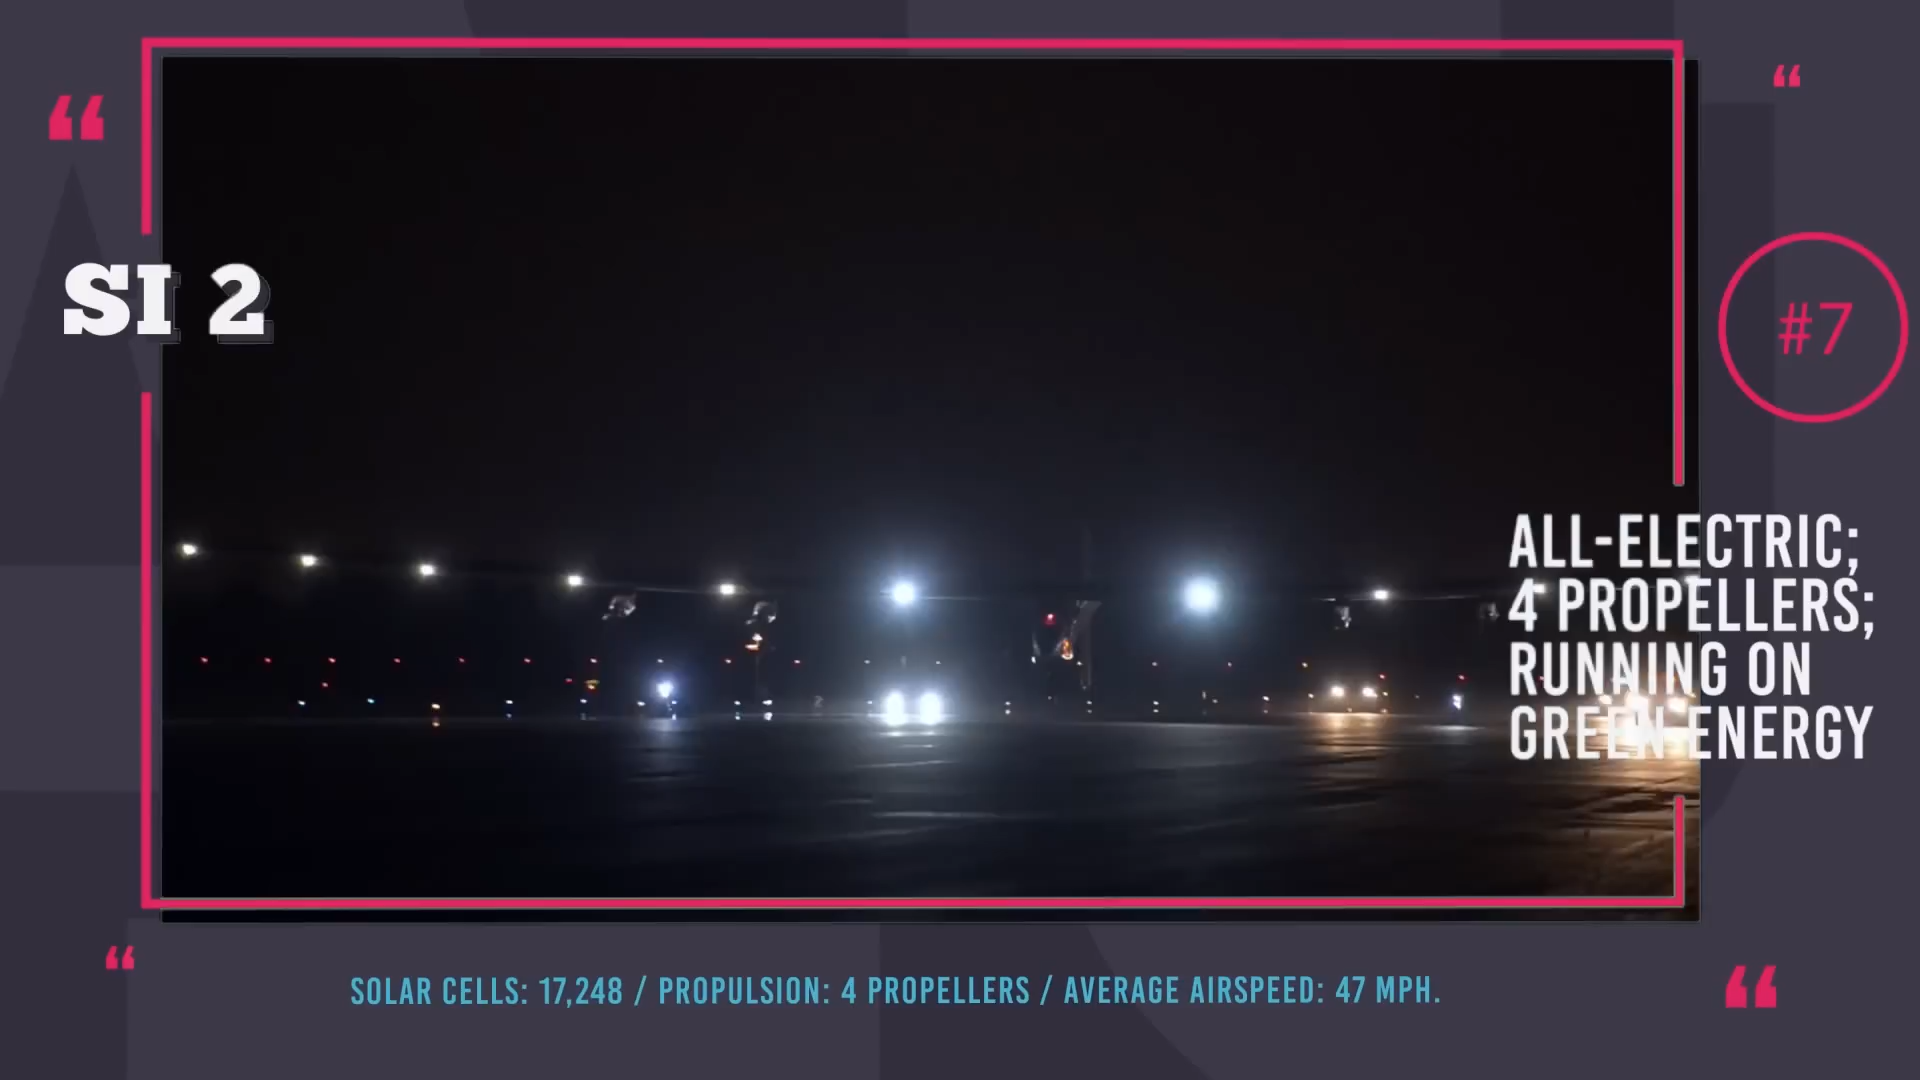 SI 2
#7
ALL-ELECTRIC;
4 PROPELLERS;
RUNNING ON
GREEN ENERGY
SOLAR CELLS: 17,248 / PROPULSION: 4 PROPELLERS / AVERAGE AIRSPEED: 47 MPH.